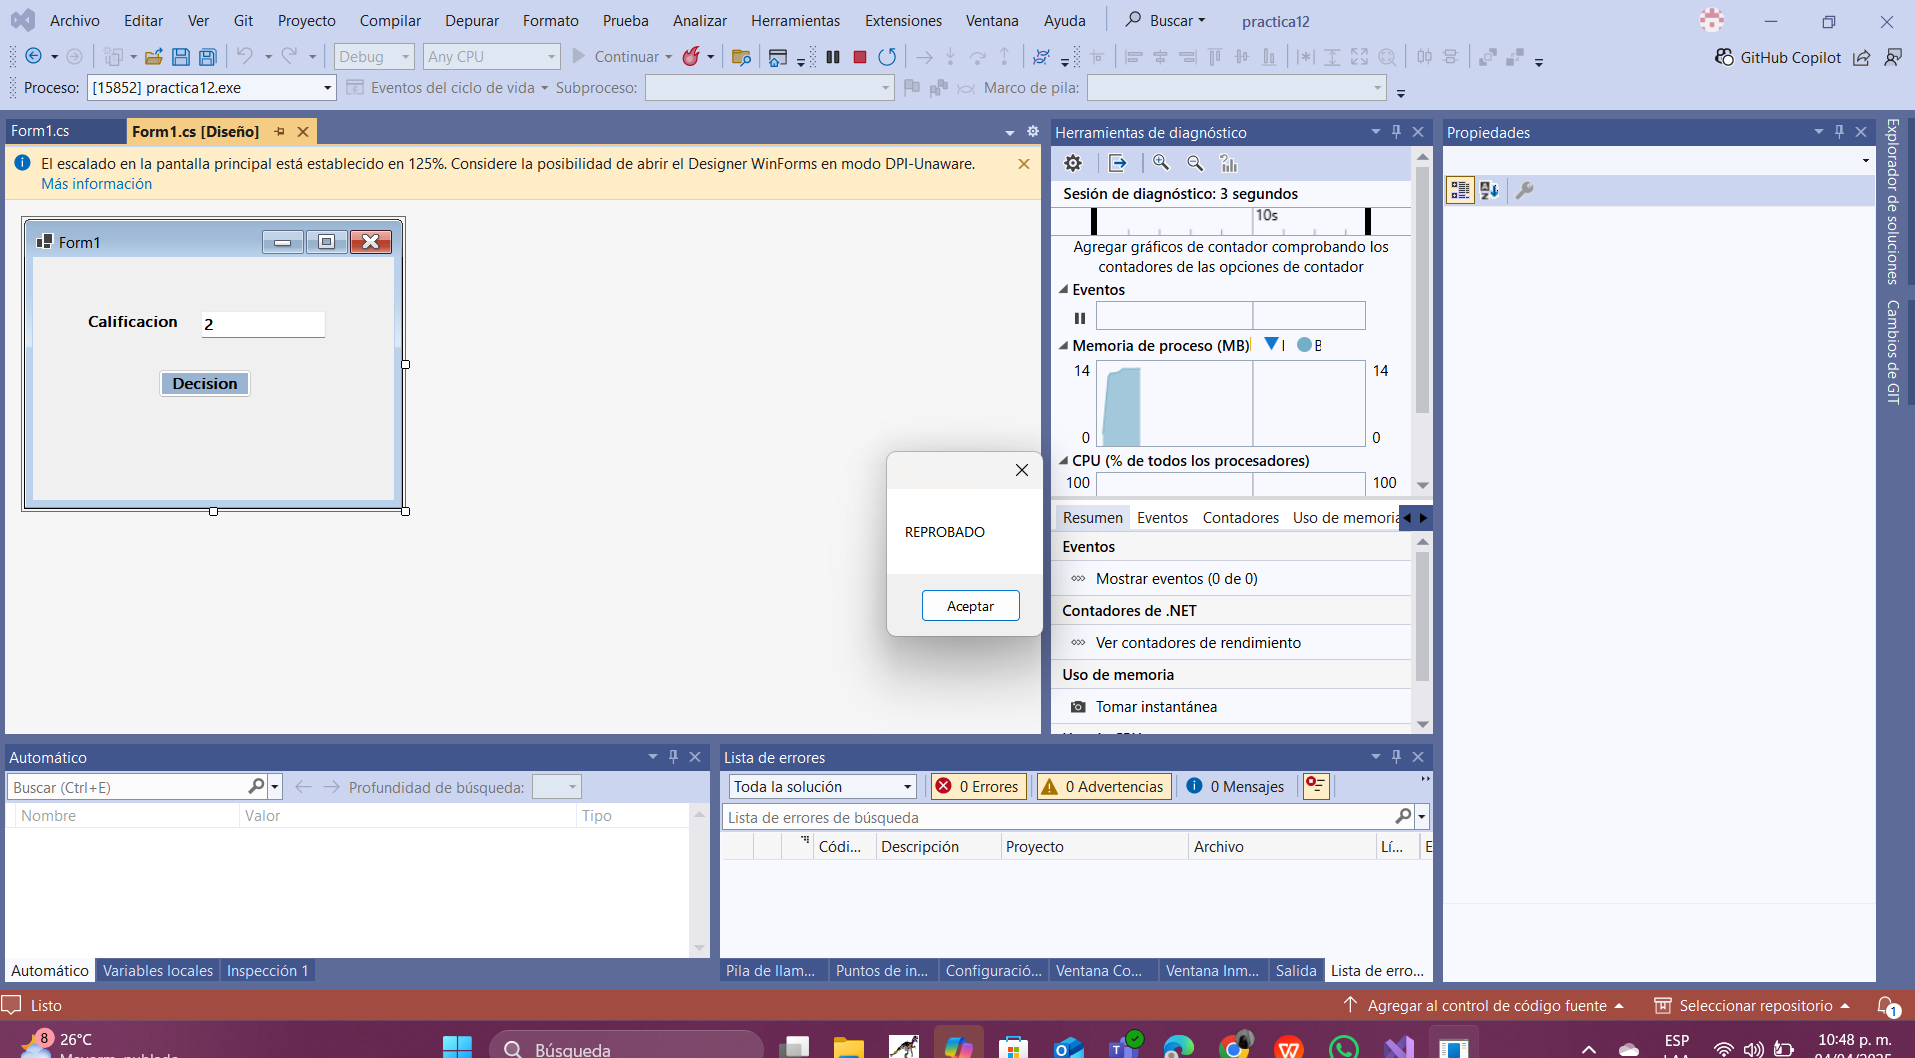 Archivo Editar Ver Git Proyecto Compilar Depurar Formato Prueba Analizar Herramientas Extensiones Ventana Ayuda Buscar practica12
Debug Any CPU Continuar GitHub Copilot
Proceso: [15852] practica12.exe Eventos del ciclo de vida Subproceso: Marco de pila:
Form1.cs Form1.cs [Diseño]
El escalado en la pantalla principal está establecido en 125%. Considere la posibilidad de abrir el Designer WinForms en modo DPI-Unaware.
Más información
Form1
Calificacion 2
Decision
REPROBADO
Aceptar
Herramientas de diagnóstico
Sesión de diagnóstico: 3 segundos
10s
Agregar gráficos de contador comprobando los
contadores de las opciones de contador
Eventos
Memoria de proceso (MB) I B
14 14
0 0
CPU (% de todos los procesadores)
100 100
Resumen Eventos Contadores Uso de memoria
Eventos
Mostrar eventos (0 de 0)
Contadores de .NET
Ver contadores de rendimiento
Uso de memoria
Tomar instantánea
Propiedades
Explorador de soluciones
Cambios de GIT
Automático
Buscar (Ctrl+E) Profundidad de búsqueda:
Nombre Valor Tipo
Automático Variables locales Inspección 1
Lista de errores
Toda la solución 0 Errores 0 Advertencias 0 Mensajes
Lista de errores de búsqueda
Códi... Descripción Proyecto Archivo Lí... E
Pila de llam... Puntos de in... Configuració... Ventana Co... Ventana Inm... Salida Lista de erro...
Listo Agregar al control de código fuente Seleccionar repositorio 1
8 26°C
Búsqueda
ESP
10:48 p. m.